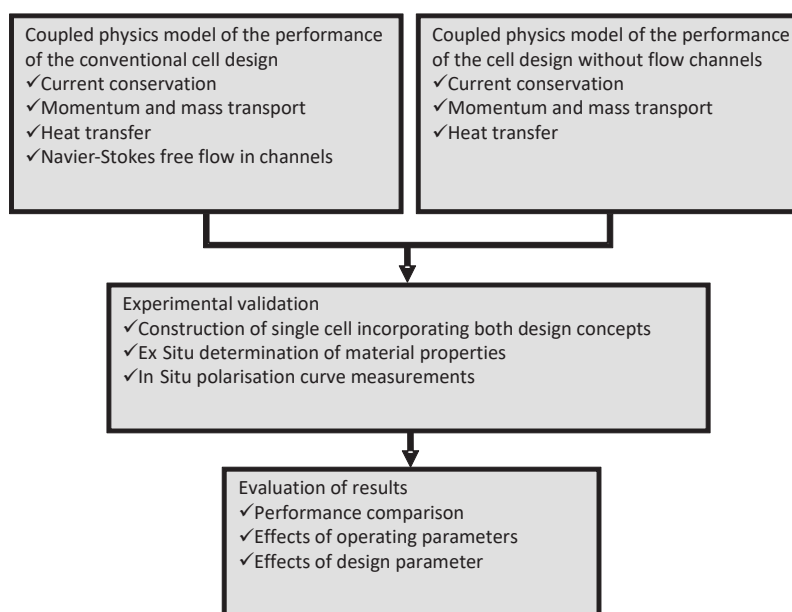 Coupled physics model of the performance
of the conventional cell design
✓Current conservation
✓Momentum and mass transport
✓Heat transfer
✓Navier-Stokes free flow in channels
Coupled physics model of the performance
of the cell design without flow channels
✓Current conservation
✓Momentum and mass transport
✓Heat transfer
Experimental validation
✓Construction of single cell incorporating both design concepts
✓Ex Situ determination of material properties
✓In Situ polarisation curve measurements
Evaluation of results
✓Performance comparison
✓Effects of operating parameters
✓Effects of design parameter